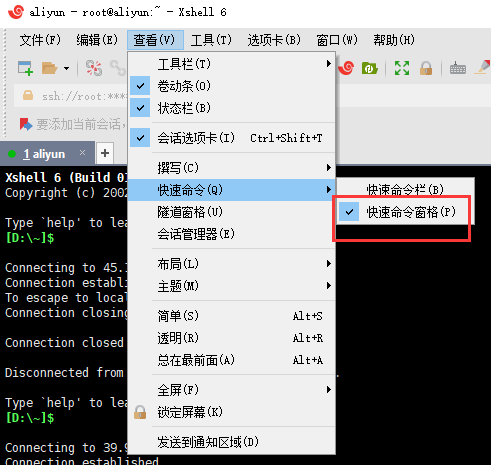 aliyun - root@aliyun:~ - Xshell 6
文件(F) 编辑(E) 查看(V) 工具(T) 选项卡(B) 窗口(W) 帮助(H)
ssh://root:****
要添加当前会话,
1 aliyun
工具栏(T)
卷动条(O)
状态栏(B)
会话选项卡(I) Ctrl+Shift+T
撰写(C)
快速命令(Q)
隧道窗格(U)
会话管理器(E)
布局(L)
主题(M)
简单(S) Alt+S
透明(R) Alt+R
总在最前面(A) Alt+A
全屏(F)
锁定屏幕(K)
发送到通知区域(D)
快速命令栏(B)
快速命令窗格(P)
Xshell 6 (Build 01
Copyright (c) 2002
Type `help' to lea
[D:\~]$
Connecting to 45.
Connection establi
To escape to local
Connection closing
Connection closed
Disconnected from
Type `help' to lea
[D:\~]$
Connecting to 39.9
Connection established